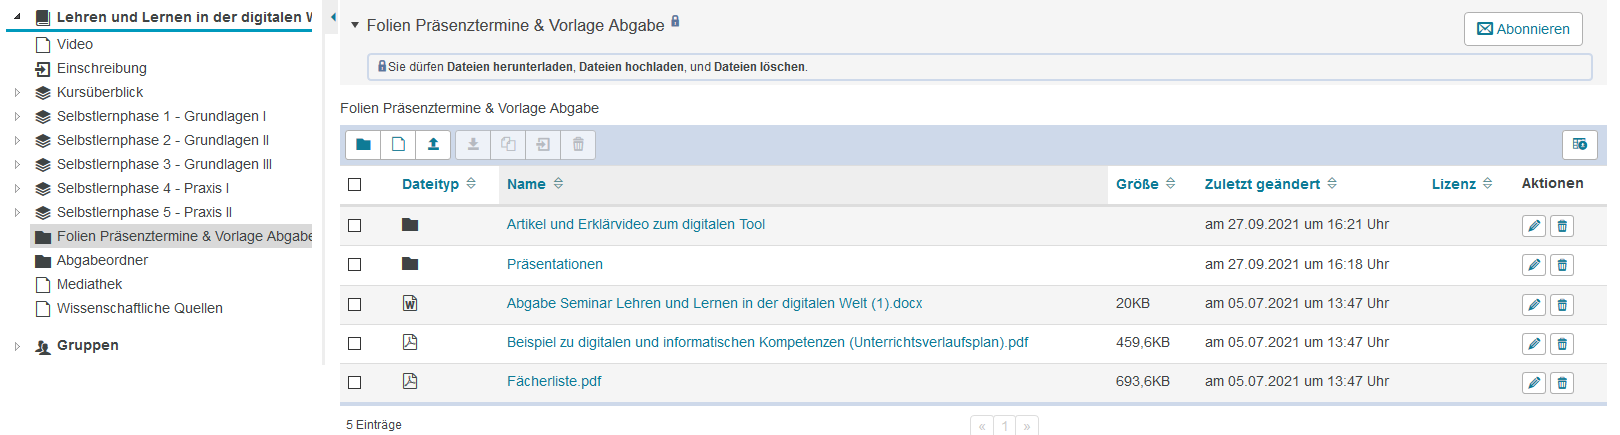 Lehren und Lernen in der digitalen W
Video
Einschreibung
Kursüberblick
Selbstlernphase 1 - Grundlagen I
Selbstlernphase 2 - Grundlagen II
Selbstlernphase 3 - Grundlagen III
Selbstlernphase 4 - Praxis I
Selbstlernphase 5 - Praxis II
Folien Präsenztermine & Vorlage Abgabe
Abgabeordner
Mediathek
Wissenschaftliche Quellen
Gruppen
Folien Präsenztermine & Vorlage Abgabe
Abonnieren
Sie dürfen Dateien herunterladen, Dateien hochladen, und Dateien löschen.
Folien Präsenztermine & Vorlage Abgabe
Dateityp Name Größe Zuletzt geändert Lizenz Aktionen
Artikel und Erklärvideo zum digitalen Tool am 27.09.2021 um 16:21 Uhr
Präsentationen am 27.09.2021 um 16:18 Uhr
Abgabe Seminar Lehren und Lernen in der digitalen Welt (1).docx 20KB am 05.07.2021 um 13:47 Uhr
Beispiel zu digitalen und informatischen Kompetenzen (Unterrichtsverlaufsplan).pdf 459,6KB am 05.07.2021 um 13:47 Uhr
Fächerliste.pdf 693,6KB am 05.07.2021 um 13:47 Uhr
5 Einträge « 1 »